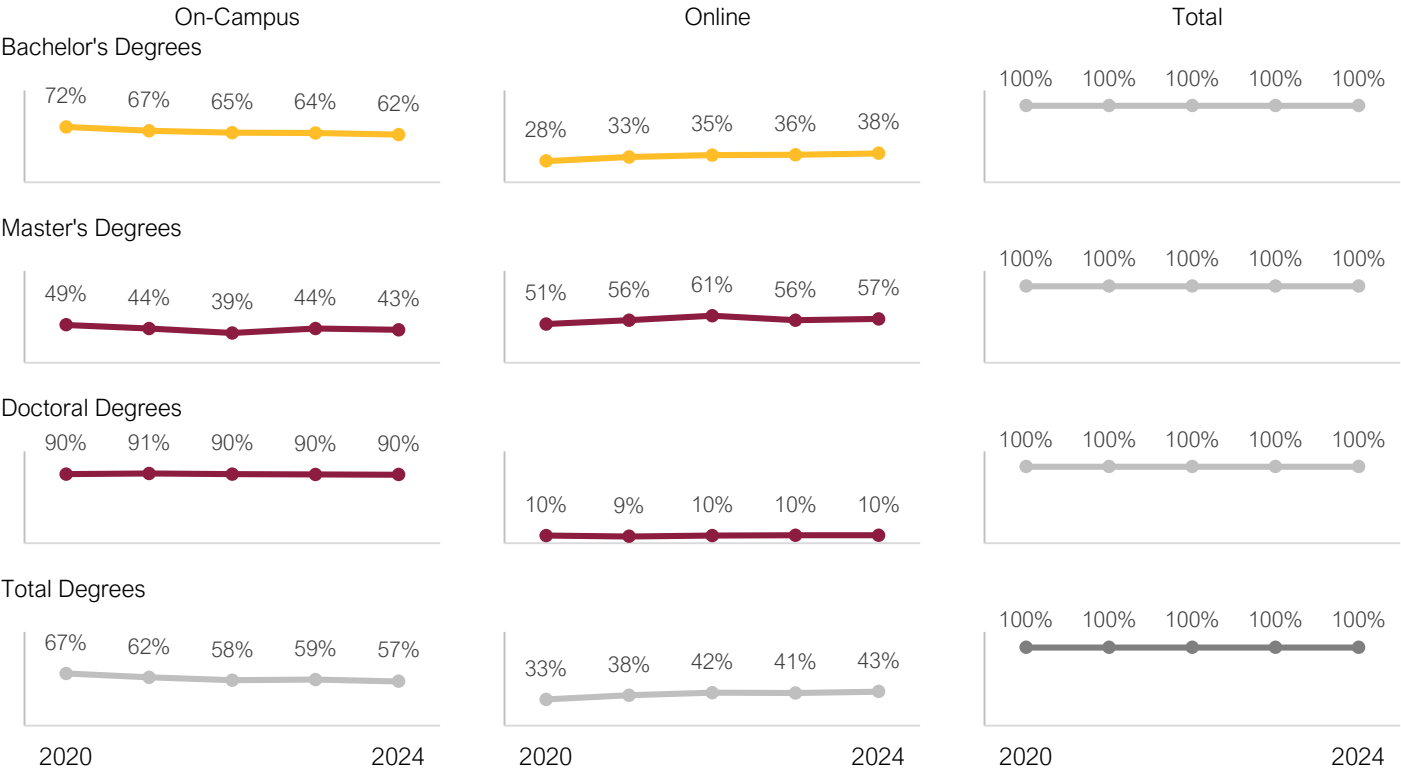 On-Campus Online Total
Bachelor's Degrees
72% 67% 65% 64% 62% 28% 33% 35% 36% 38% 100% 100% 100% 100% 100%
Master's Degrees
49% 44% 39% 44% 43% 51% 56% 61% 56% 57% 100% 100% 100% 100% 100%
Doctoral Degrees
90% 91% 90% 90% 90% 10% 9% 10% 10% 10% 100% 100% 100% 100% 100%
Total Degrees
67% 62% 58% 59% 57% 33% 38% 42% 41% 43% 100% 100% 100% 100% 100%
2020 2024 2020 2024 2020 2024